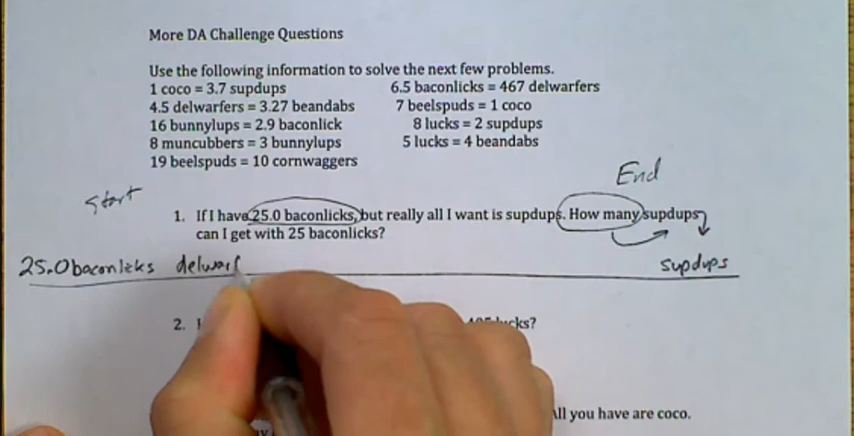 More DA Challenge Questions
Use the following information to solve the next few problems.
1 coco = 3.7 supdups 6.5 baconlicks = 467 delwarfers
4.5 delwarfers = 3.27 beandabs 7 beelspuds = 1 coco
16 bunnylups = 2.9 baconlick 8 lucks = 2 supdups
8 muncubbers = 3 bunnylups 5 lucks = 4 beandabs
19 beelspuds = 10 cornwaggers
End
Start
1. If I have 25.0 baconlicks, but really all I want is supdups. How many supdups
can I get with 25 baconlicks?
25.0 baconlicks delwarf supdups
2.
All you have are coco.